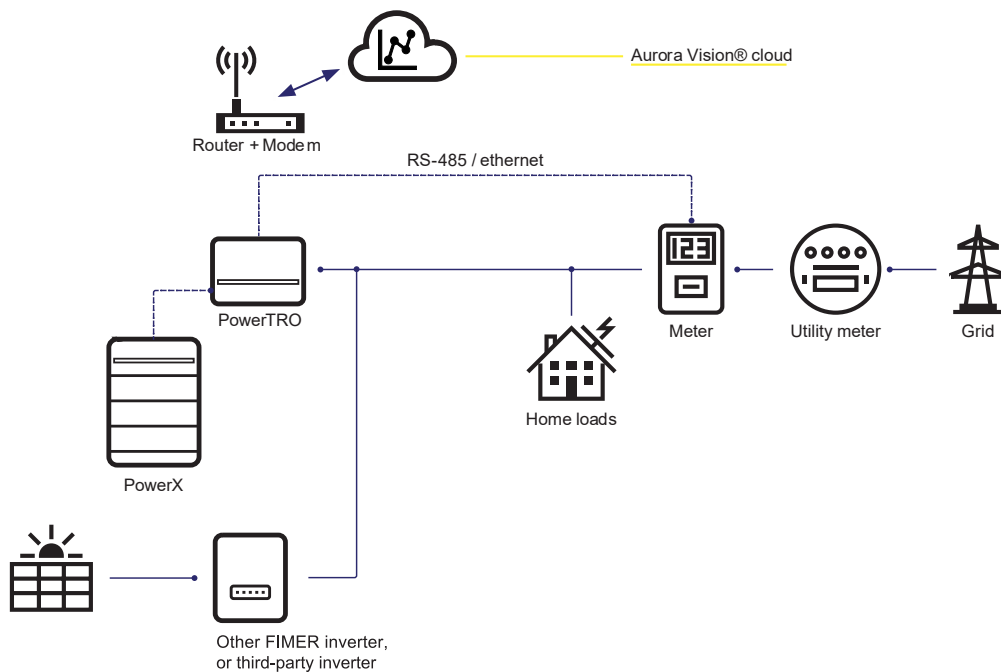 Aurora Vision® cloud
Router + Modem
RS-485 / ethernet
123
PowerTRO
Meter
Utility meter
Grid
Home loads
PowerX
Other FIMER inverter,
or third-party inverter